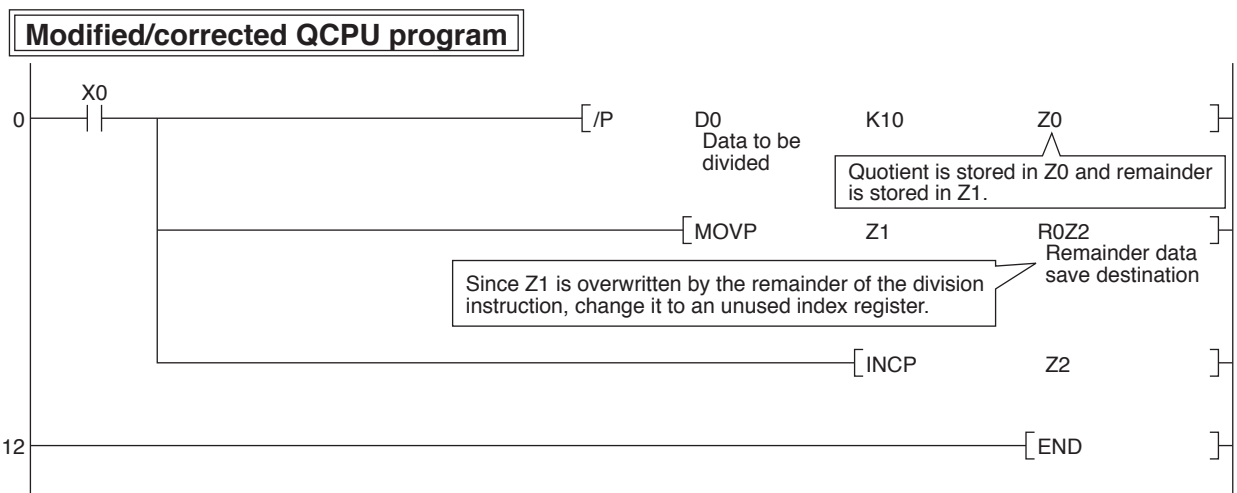 Modified/corrected QCPU program
X0
0
/P D0 K10 Z0
Data to be
divided
Quotient is stored in Z0 and remainder
is stored in Z1.
MOVP Z1 R0Z2
Remainder data
save destination
Since Z1 is overwritten by the remainder of the division
instruction, change it to an unused index register.
INCP Z2
12
END